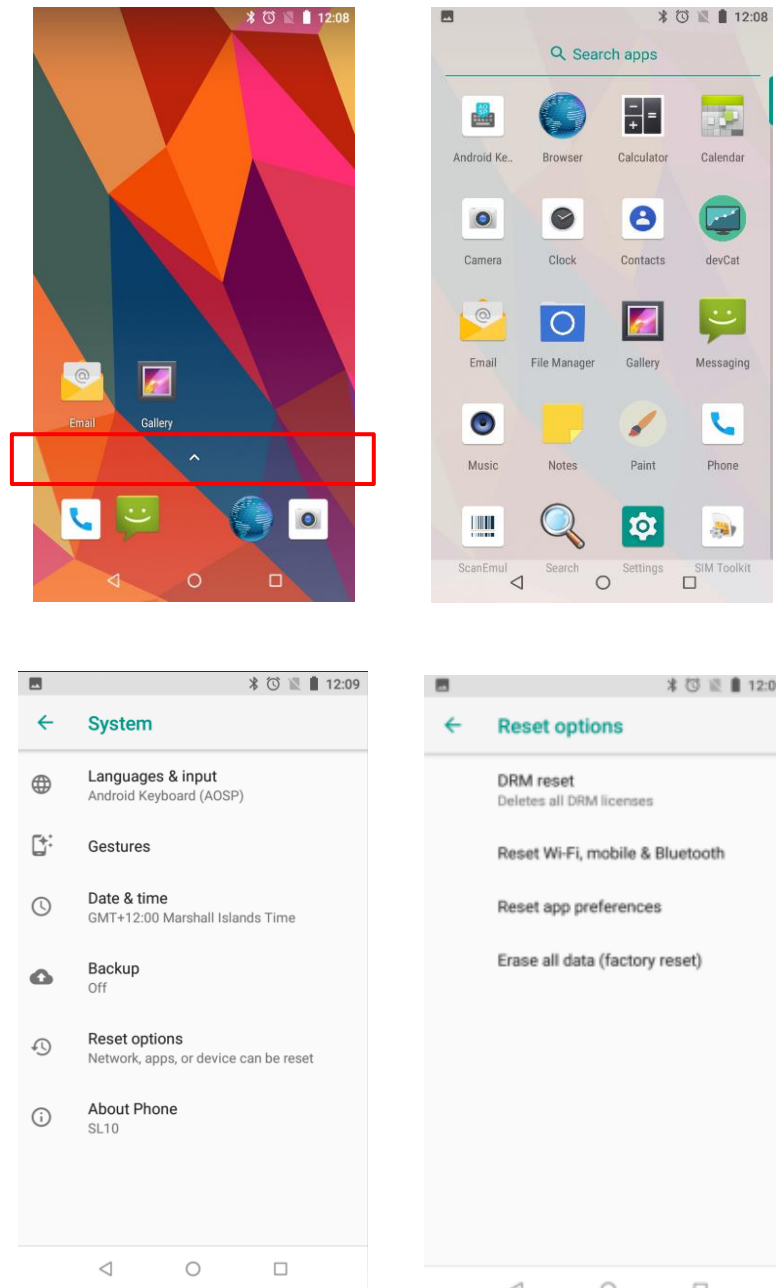 12:08
Email Gallery
12:08
Search apps
Android Ke.. Browser Calculator Calendar
Camera Clock Contacts devCat
Email File Manager Gallery Messaging
Music Notes Paint Phone
ScanEmul Search Settings SIM Toolkit
12:09
System
Languages & input
Android Keyboard (AOSP)
Gestures
Date & time
GMT+12:00 Marshall Islands Time
Backup
Off
Reset options
Network, apps, or device can be reset
About Phone
SL10
Reset options
DRM reset
Deletes all DRM licenses
Reset Wi-Fi, mobile & Bluetooth
Reset app preferences
Erase all data (factory reset)